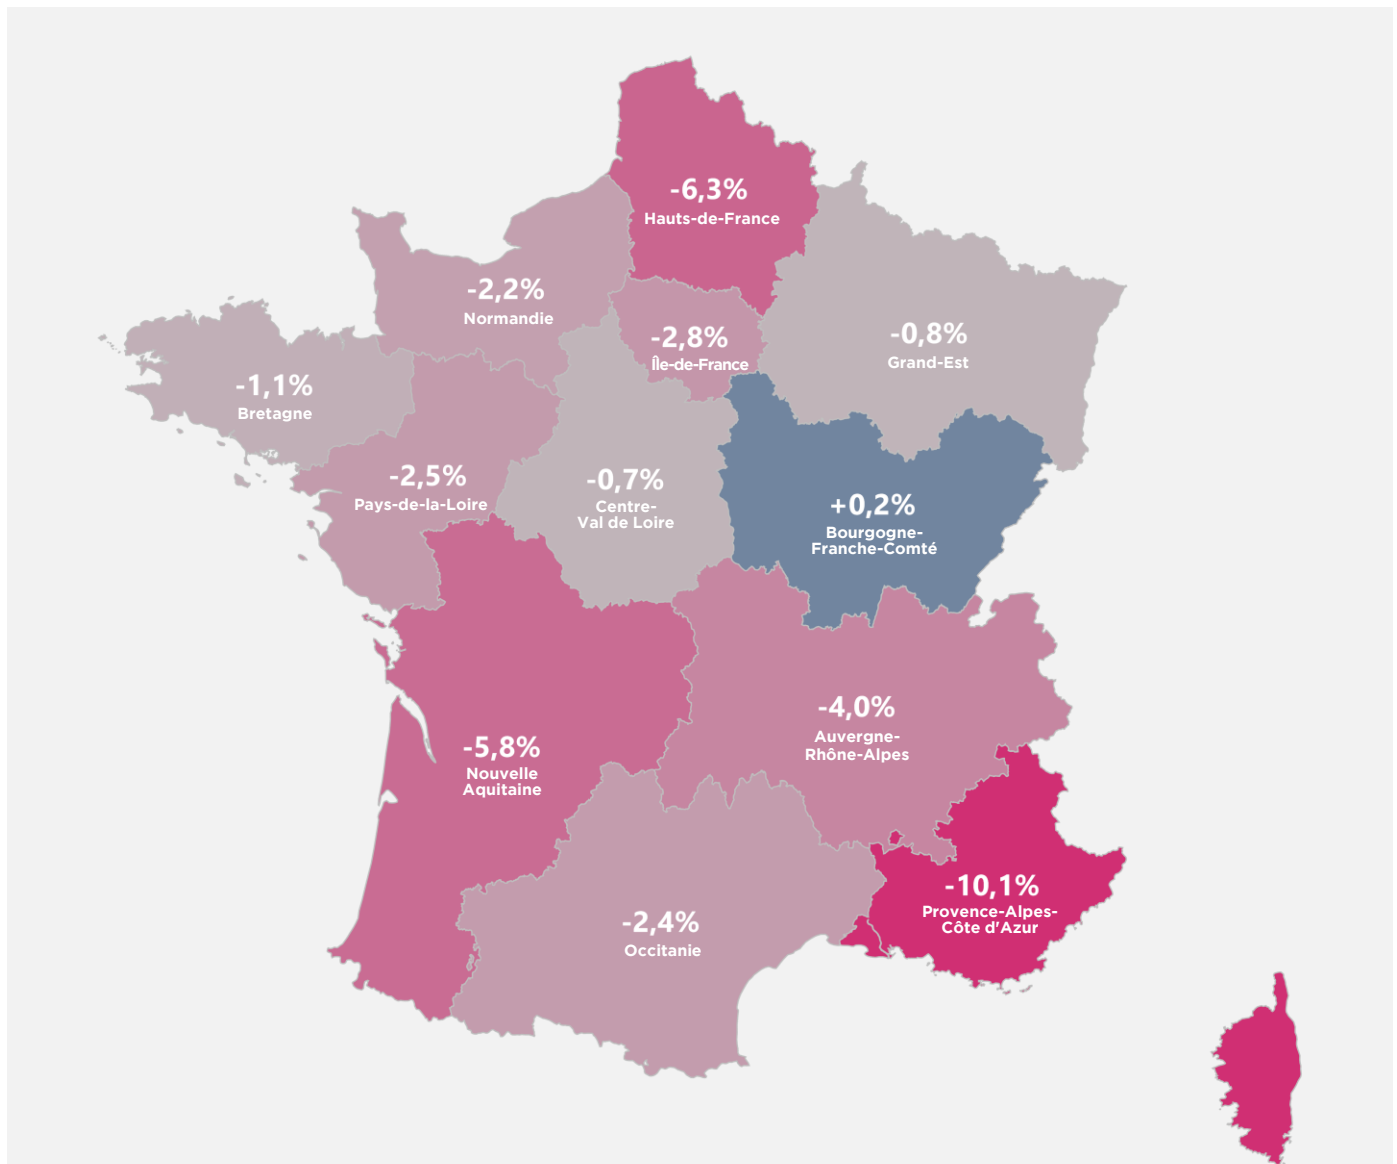 -6,3%
Hauts-de-France
-2,2%
Normandie
-2,8%
Île-de-France
-0,8%
Grand-Est
-1,1%
Bretagne
-2,5%
Pays-de-la-Loire
-0,7%
Centre-
Val de Loire
+0,2%
Bourgogne-
Franche-Comté
-4,0%
Auvergne-
Rhône-Alpes
-5,8%
Nouvelle
Aquitaine
-10,1%
Provence-Alpes-
Côte d'Azur
-2,4%
Occitanie